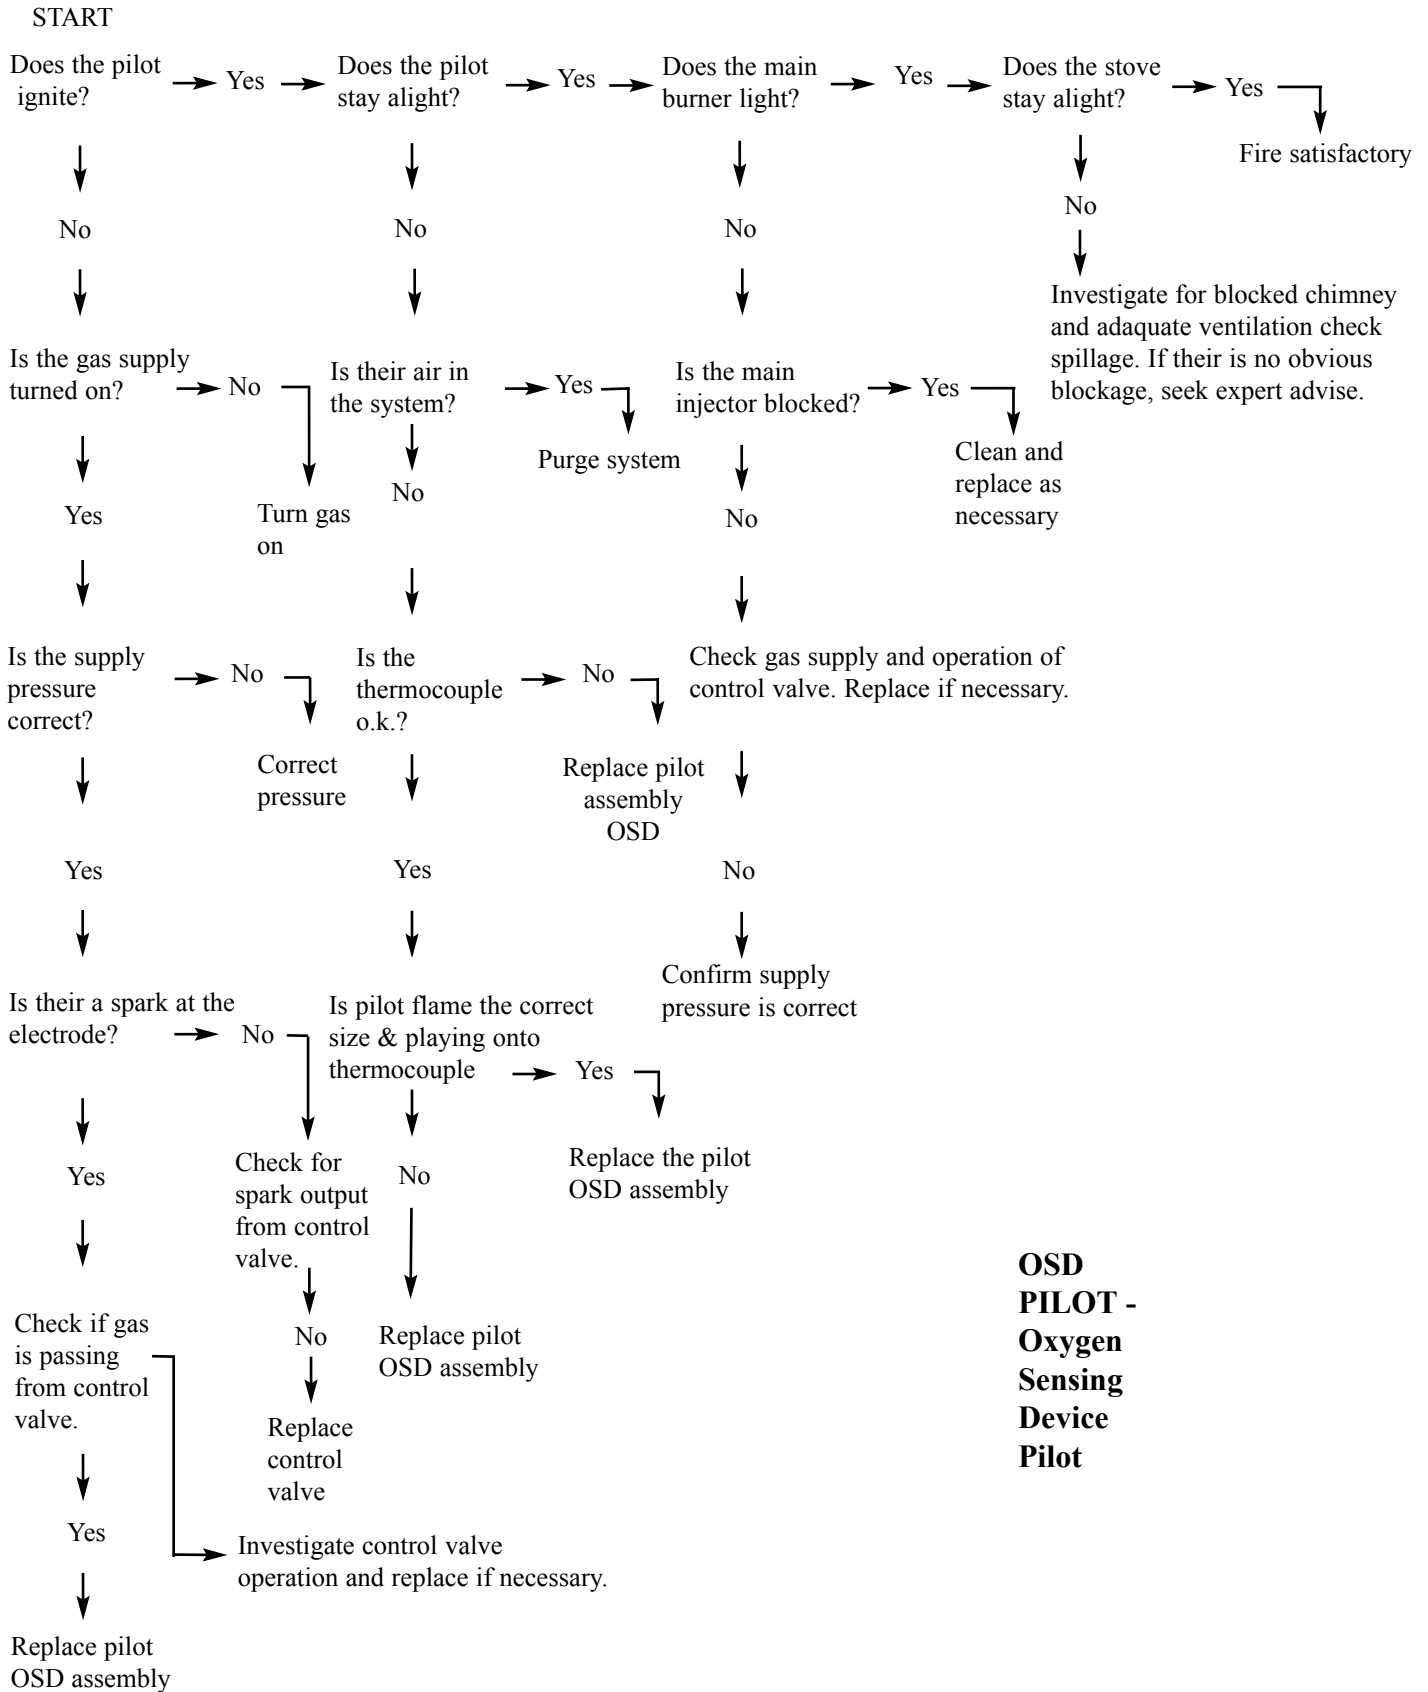 START
Does the pilot
ignite?
Yes
Does the pilot
stay alight?
Yes
Does the main
burner light?
Yes
Does the stove
stay alight?
Yes
Fire satisfactory
No
No
No
No
Investigate for blocked chimney
and adaquate ventilation check
spillage. If their is no obvious
blockage, seek expert advise.
Is the gas supply
turned on?
No
Turn gas
on
Is their air in
the system?
Yes
Purge system
Is the main
injector blocked?
Yes
Clean and
replace as
necessary
Yes
No
No
Is the supply
pressure
correct?
No
Correct
pressure
Is the
thermocouple
o.k.?
No
Replace pilot
assembly
OSD
Check gas supply and operation of
control valve. Replace if necessary.
Yes
Yes
No
Confirm supply
pressure is correct
Is their a spark at the
electrode?
No
Is pilot flame the correct
size & playing onto
thermocouple
Yes
Replace the pilot
OSD assembly
Yes
Check for
spark output
from control
valve.
No
No
Replace pilot
OSD assembly
Replace
control
valve
Check if gas
is passing
from control
valve.
Yes
Investigate control valve
operation and replace if necessary.
Replace pilot
OSD assembly
OSD
PILOT -
Oxygen
Sensing
Device
Pilot